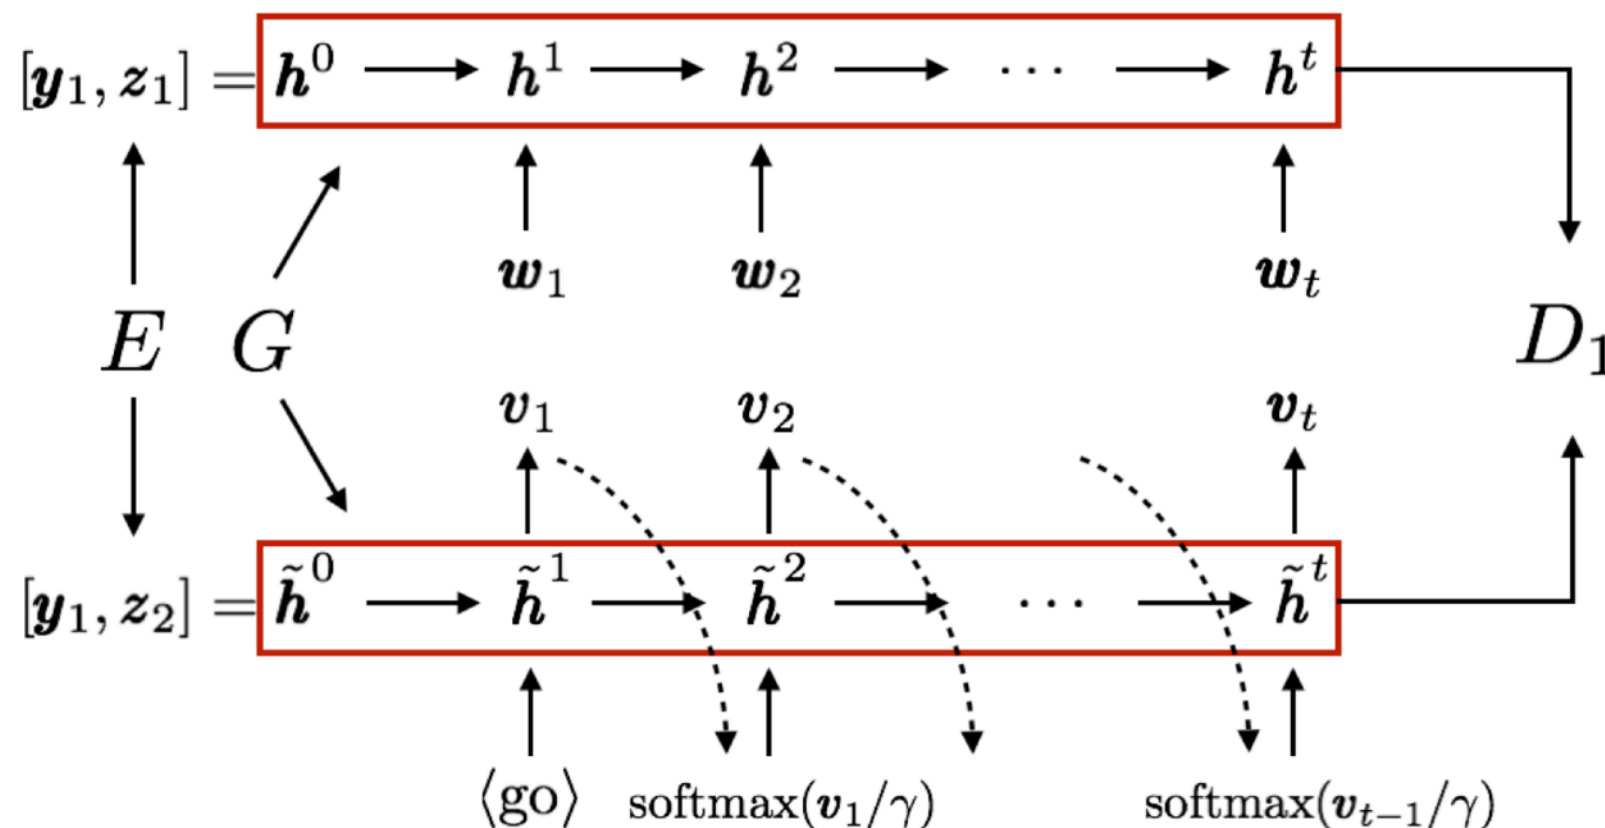 [y₁, z₁] = h⁰ → h¹ → h² → ··· → hᵗ
w₁ w₂ wₜ
E G D₁
v₁ v₂ vₜ
[y₁, z₂] = h̃⁰ → h̃¹ → h̃² → ··· → h̃ᵗ
⟨go⟩ softmax(v₁/γ) softmax(vₜ₋₁/γ)